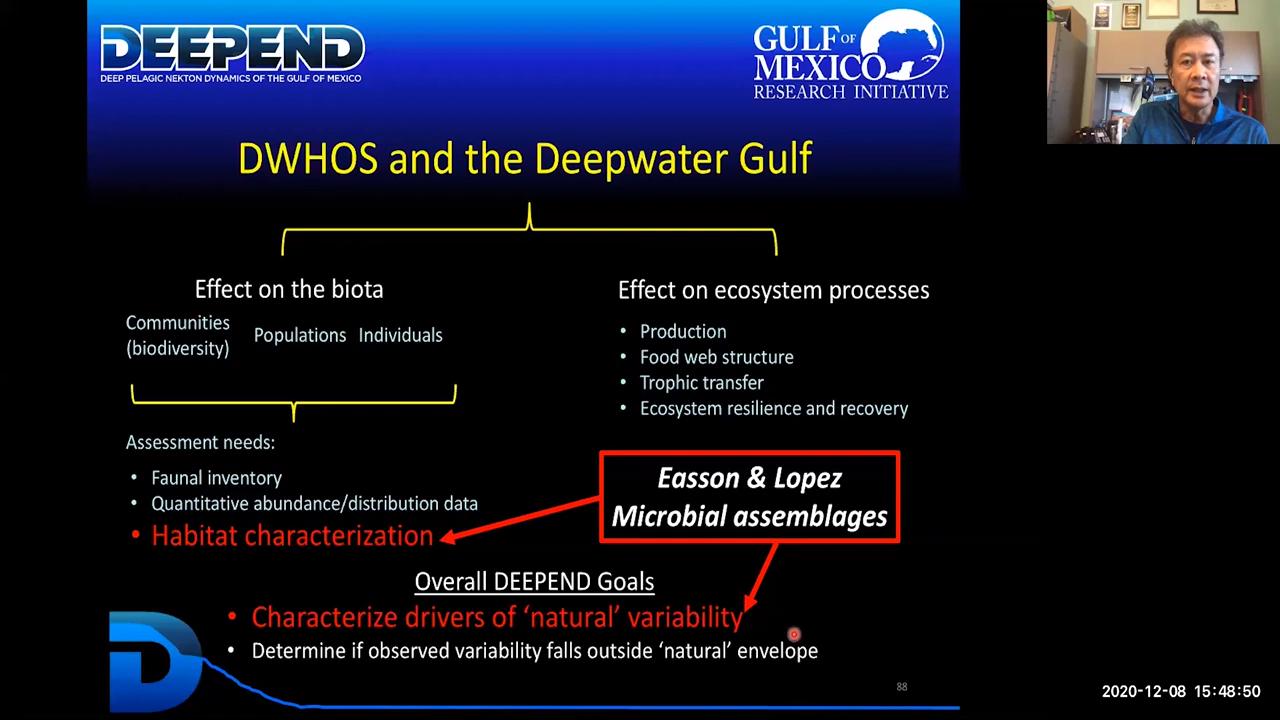 DEEPEND
DEEP PELAGIC NEKTON DYNAMICS OF THE GULF OF MEXICO
GULF OF
MEXICO
RESEARCH INITIATIVE
DWHOS and the Deepwater Gulf
Effect on the biota
Communities
(biodiversity)
Populations
Individuals
Assessment needs:
• Faunal inventory
• Quantitative abundance/distribution data
• Habitat characterization
Effect on ecosystem processes
• Production
• Food web structure
• Trophic transfer
• Ecosystem resilience and recovery
Easson & Lopez
Microbial assemblages
Overall DEEPEND Goals
• Characterize drivers of ‘natural’ variability
• Determine if observed variability falls outside ‘natural’ envelope
D
88
2020-12-08 15:48:50